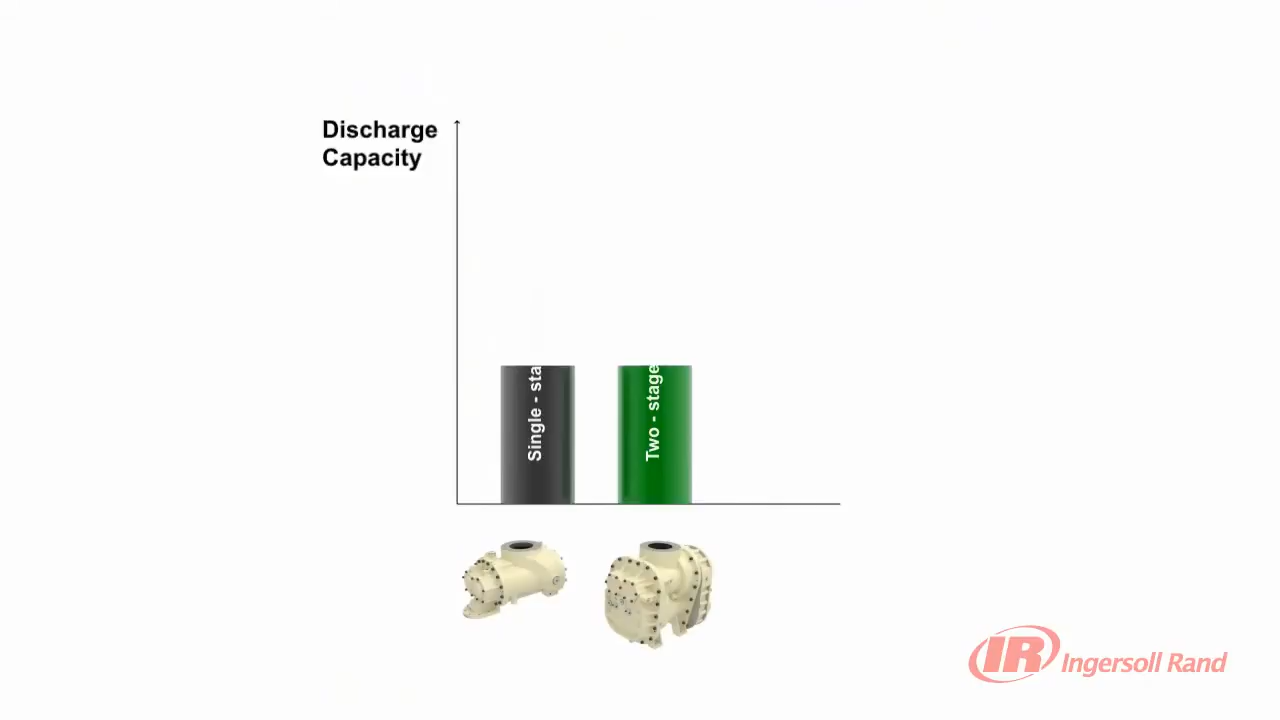 Discharge
Capacity
Single - sta
Two - stage
IR Ingersoll Rand